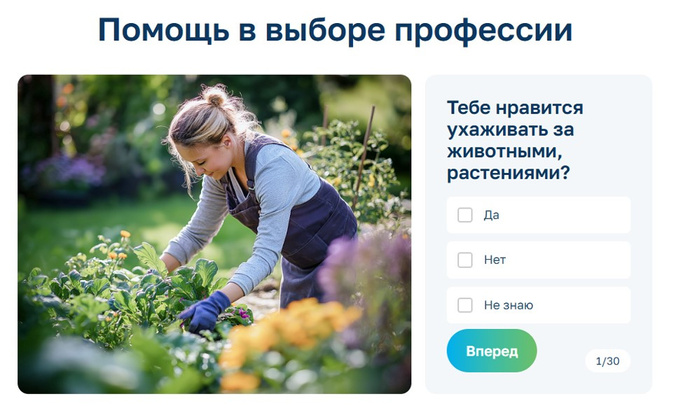 Помощь в выборе профессии
Тебе нравится
ухаживать за
животными,
растениями?
Да
Нет
Не знаю
Вперед
1/30